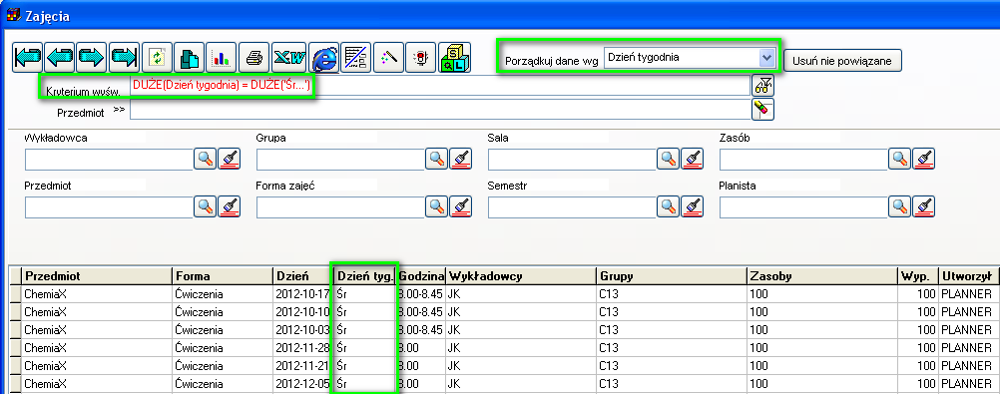 Zajęcia
Porządkuj dane wg Dzień tygodnia Usuń nie powiązane
Kryterium wyśw. DUŻE(Dzień tygodnia) = DUŻE('Śr...')
Przedmiot >>
Wykładowca Grupa Sala Zasób
Przedmiot Forma zajęć Semestr Planista
Przedmiot Forma Dzień Dzień tyg. Godzina Wykładowcy Grupy Zasoby Wyp. Utworzył
ChemiaX Ćwiczenia 2012-10-17 Śr 8.00-8.45 JK C13 100 100 PLANNER
ChemiaX Ćwiczenia 2012-10-10 Śr 8.00-8.45 JK C13 100 100 PLANNER
ChemiaX Ćwiczenia 2012-10-03 Śr 8.00-8.45 JK C13 100 100 PLANNER
ChemiaX Ćwiczenia 2012-11-28 Śr 8.00 JK C13 100 100 PLANNER
ChemiaX Ćwiczenia 2012-11-21 Śr 8.00 JK C13 100 100 PLANNER
ChemiaX Ćwiczenia 2012-12-05 Śr 8.00 JK C13 100 100 PLANNER